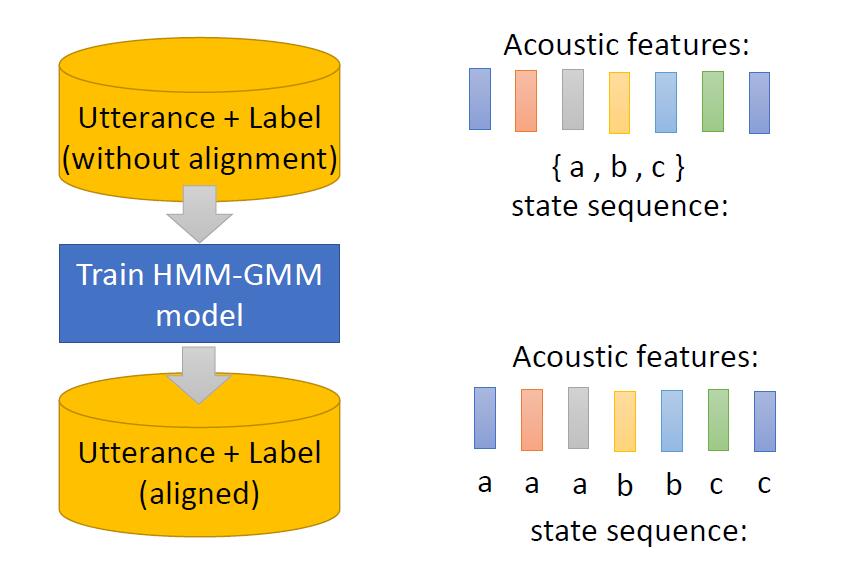 Utterance + Label
(without alignment)
Train HMM-GMM
model
Utterance + Label
(aligned)
Acoustic features:
{ a , b , c }
state sequence:
Acoustic features:
a a a b b c c
state sequence: